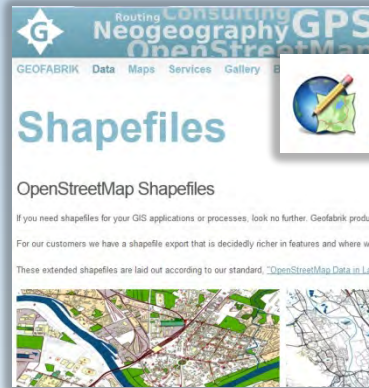 Routing Consulting
Neogeography GPS
OpenStreetMap
GEOFABRIK Data Maps Services Gallery B
Shapefiles
OpenStreetMap Shapefiles
If you need shapefiles for your GIS applications or processes, look no further. Geofabrik produ
For our customers we have a shapefile export that is decidedly richer in features and where w
These extended shapefiles are laid out according to our standard, "OpenStreetMap Data in La